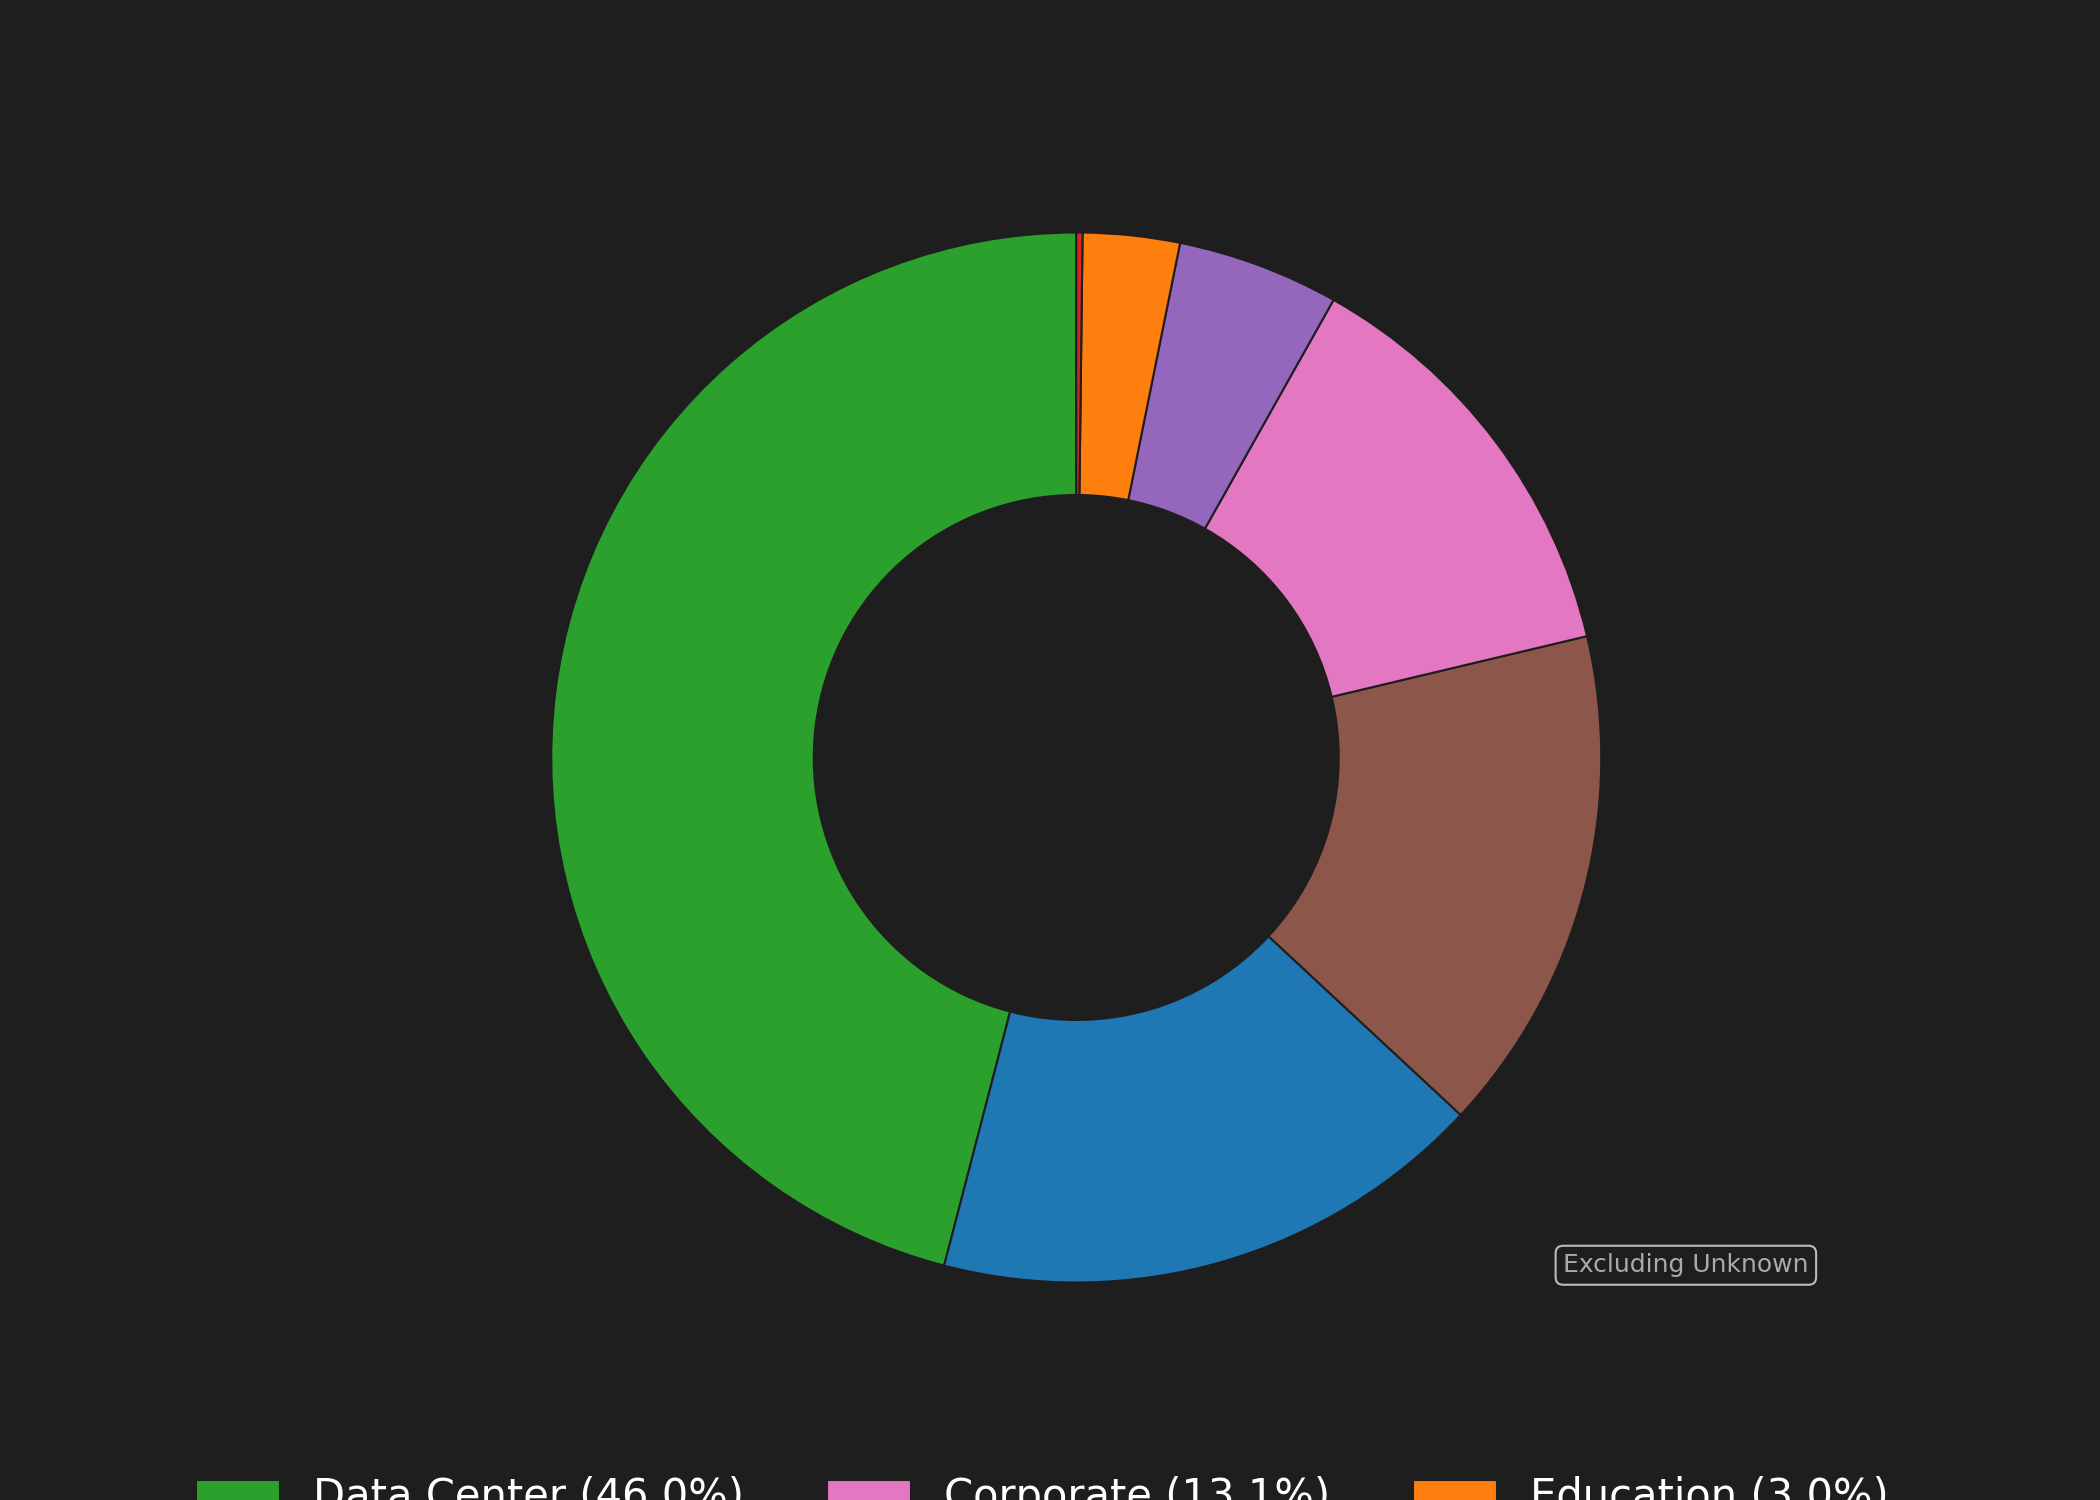 Excluding Unknown
Data Center (46.0%) Corporate (13.1%) Education (3.0%)